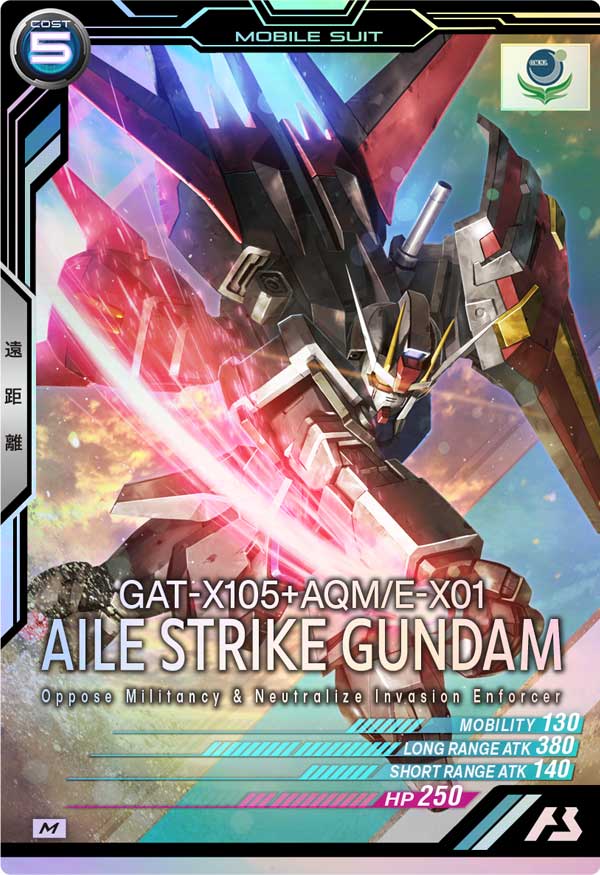 COST
5
MOBILE SUIT
遠距離
GAT-X105+AQM/E-X01
AILE STRIKE GUNDAM
Oppose Militancy & Neutralize Invasion Enforcer
MOBILITY 130
LONG RANGE ATK 380
SHORT RANGE ATK 140
HP 250
M